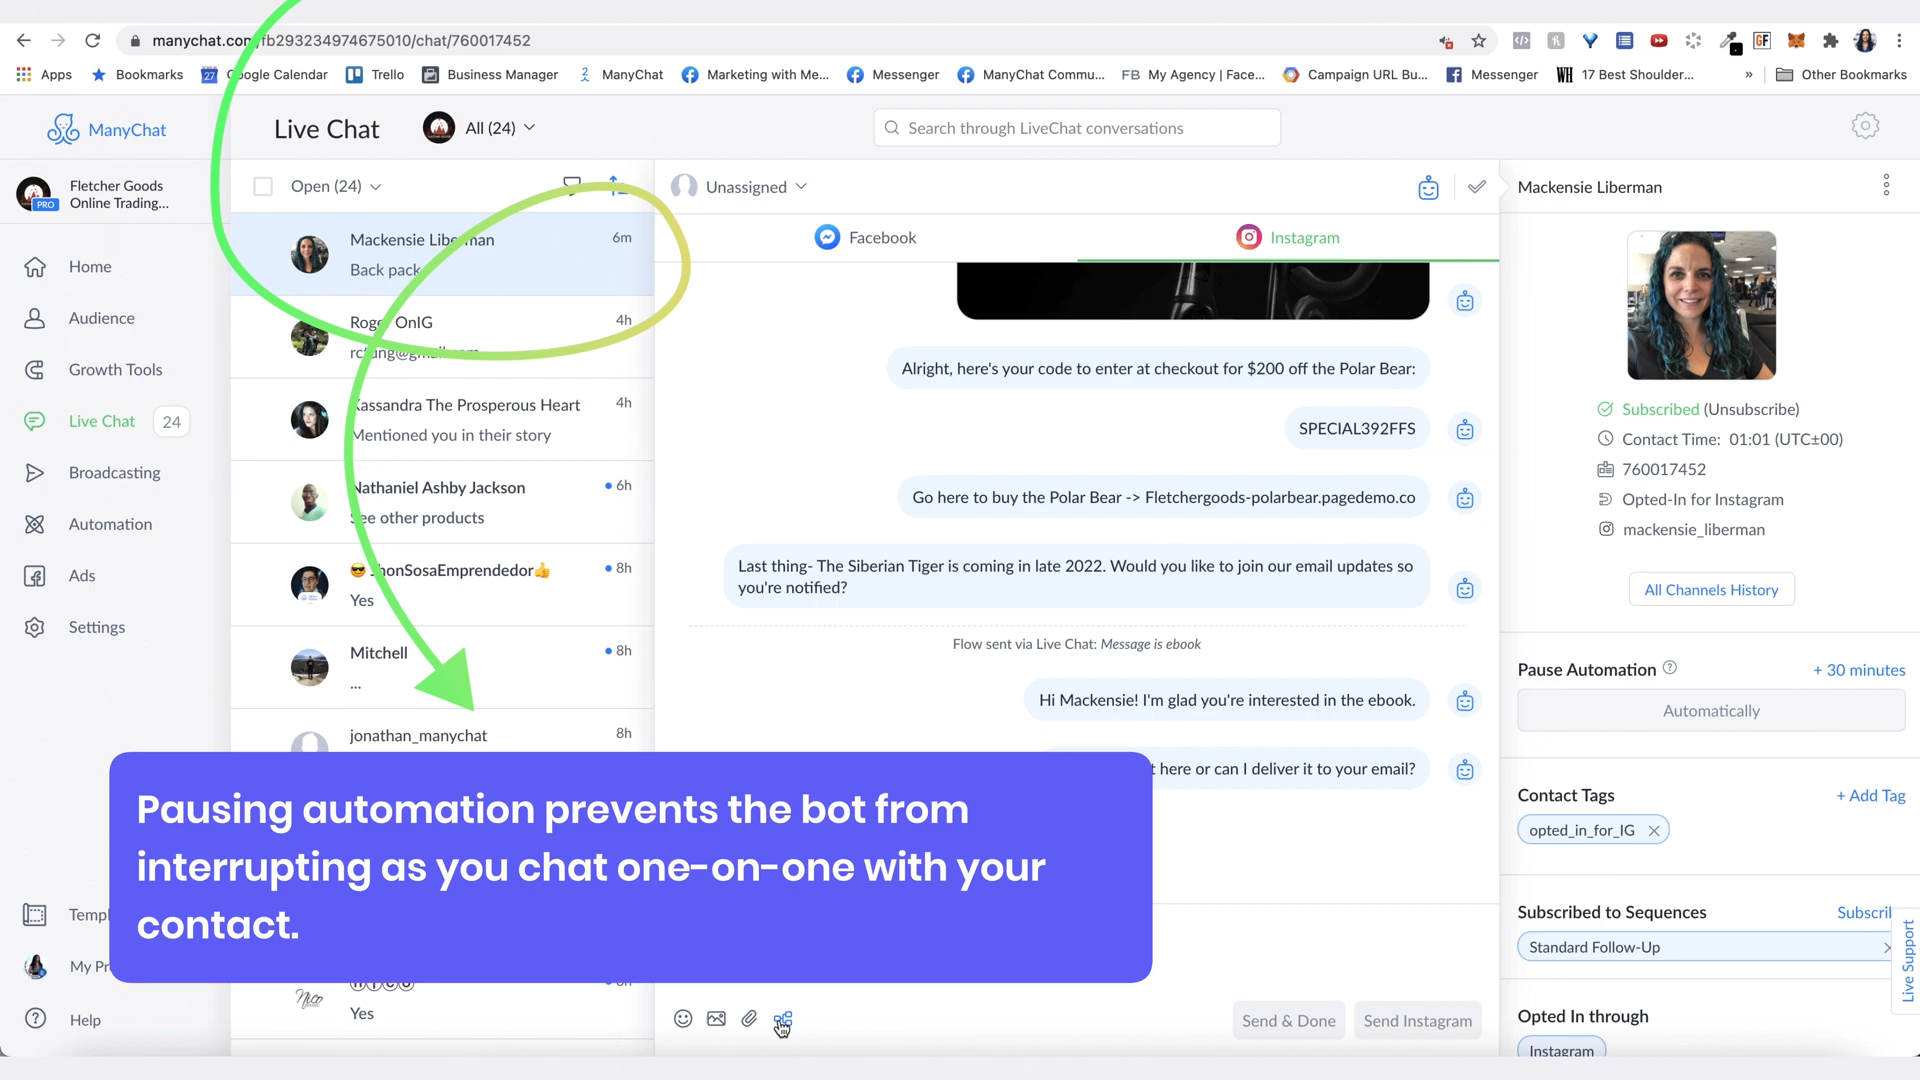 manychat.com/fb293234974675010/chat/760017452
Apps
Bookmarks
27
Google Calendar
Trello
Business Manager
ManyChat
Marketing with Me...
Messenger
ManyChat Commu...
FB My Agency | Face...
Campaign URL Bu...
Messenger
WH 17 Best Shoulder...
»
Other Bookmarks
GF
ManyChat
Live Chat
All (24)
Search through LiveChat conversations
Fletcher Goods
Online Trading...
PRO
Home
Audience
Growth Tools
Live Chat 24
Broadcasting
Automation
Ads
Settings
Templ
My Pr
Help
Open (24)
Mackensie Liberman 6m
Back pack
Roger OnIG 4h
Kassandra The Prosperous Heart 4h
Mentioned you in their story
Nathaniel Ashby Jackson 6h
See other products
😎 JhonSosaEmprendedor👍 8h
Yes
Mitchell 8h
...
jonathan_manychat 8h
Nico
Yes
Unassigned
Facebook
Instagram
Alright, here's your code to enter at checkout for $200 off the Polar Bear:
SPECIAL392FFS
Go here to buy the Polar Bear -> Fletchergoods-polarbear.pagedemo.co
Last thing- The Siberian Tiger is coming in late 2022. Would you like to join our email updates so
you're notified?
Flow sent via Live Chat: Message is ebook
Hi Mackensie! I'm glad you're interested in the ebook.
t here or can I deliver it to your email?
Pausing automation prevents the bot from
interrupting as you chat one-on-one with your
contact.
Send & Done
Send Instagram
Mackensie Liberman
Subscribed (Unsubscribe)
Contact Time: 01:01 (UTC±00)
760017452
Opted-In for Instagram
mackensie_liberman
All Channels History
Pause Automation ? + 30 minutes
Automatically
Contact Tags + Add Tag
opted_in_for_IG
Subscribed to Sequences Subscri
Standard Follow-Up
Opted In through
Instagram
Live Support